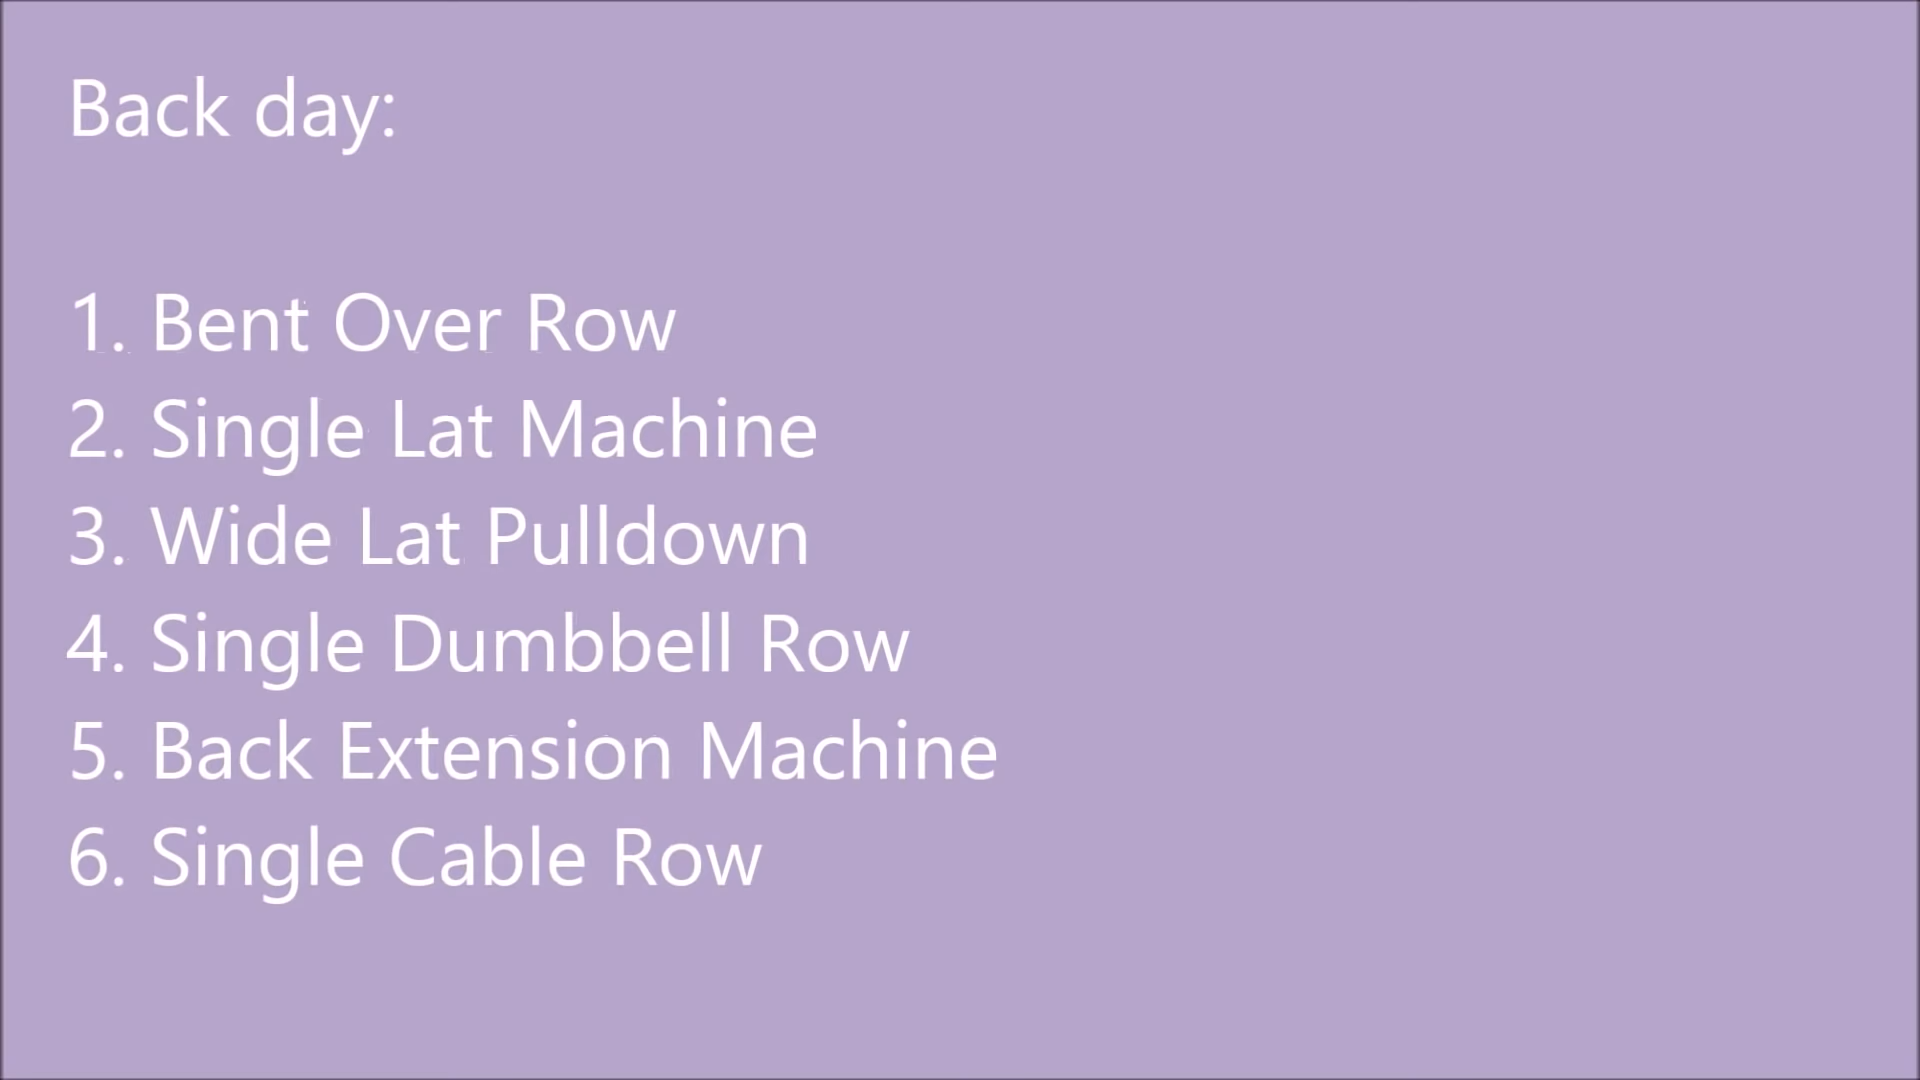 Back day:
1. Bent Over Row
2. Single Lat Machine
3. Wide Lat Pulldown
4. Single Dumbbell Row
5. Back Extension Machine
6. Single Cable Row